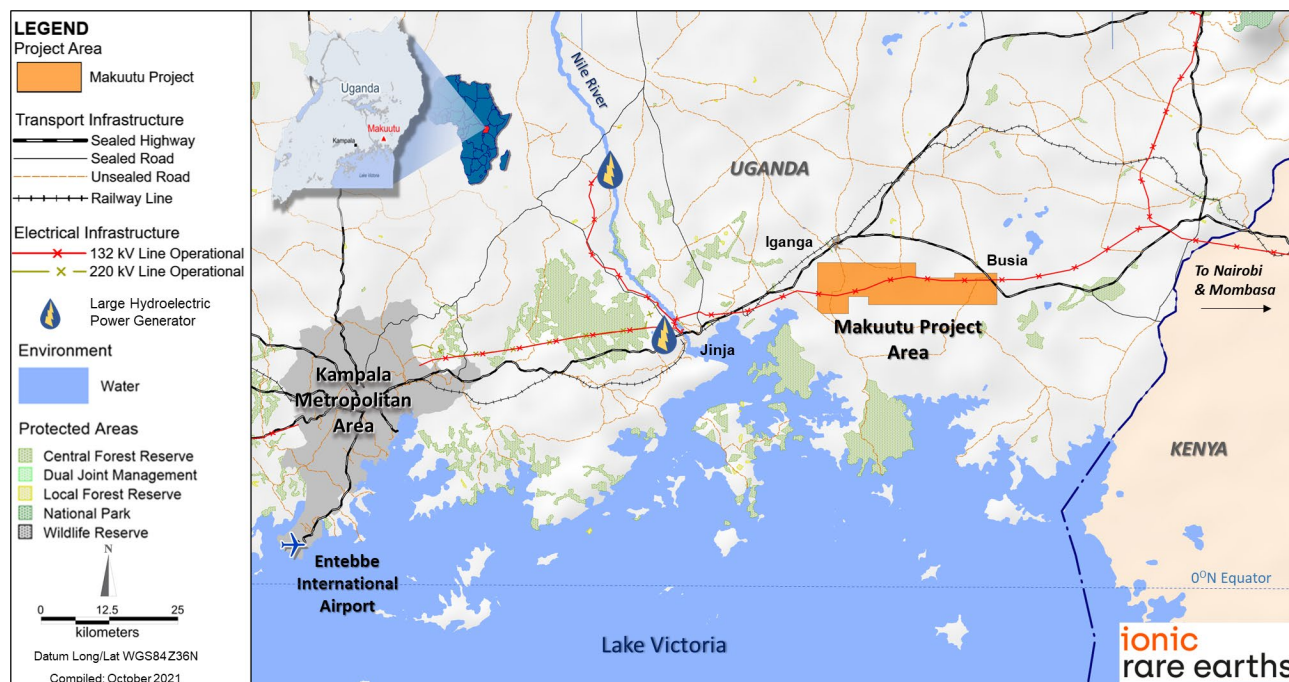 LEGEND
Project Area
Makuutu Project
Transport Infrastructure
Sealed Highway
Sealed Road
Unsealed Road
Railway Line
Electrical Infrastructure
132 kV Line Operational
220 kV Line Operational
Large Hydroelectric
Power Generator
Environment
Water
Protected Areas
Central Forest Reserve
Dual Joint Management
Local Forest Reserve
National Park
Wildlife Reserve
N
0 12.5 25
kilometers
Datum Long/Lat WGS84 Z36N
Compiled: October 2021
Uganda
Makuutu
Kampala
Lake Victoria
Nile River
UGANDA
Iganga
Busia
To Nairobi
& Mombasa
Makuutu Project
Area
Jinja
Kampala
Metropolitan
Area
KENYA
Entebbe
International
Airport
0⁰N Equator
Lake Victoria
ionic
rare earths